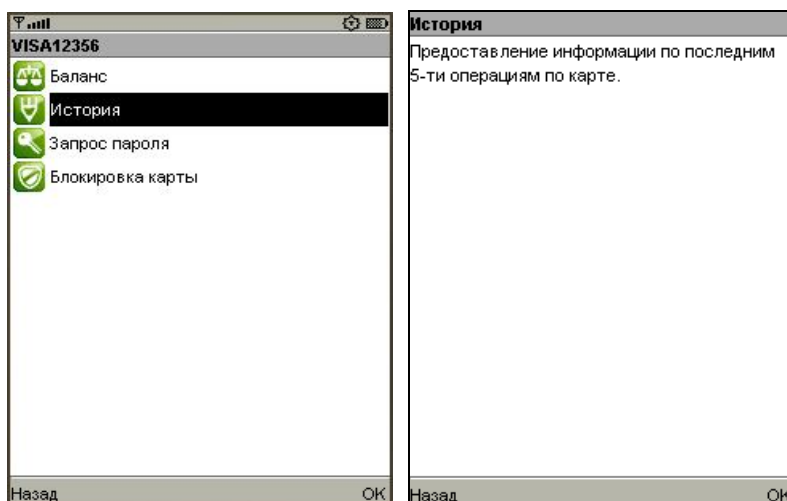 VISA12356
Баланс
История
Запрос пароля
Блокировка карты
Назад
OK
История
Предоставление информации по последним
5-ти операциям по карте.
Назад
OK